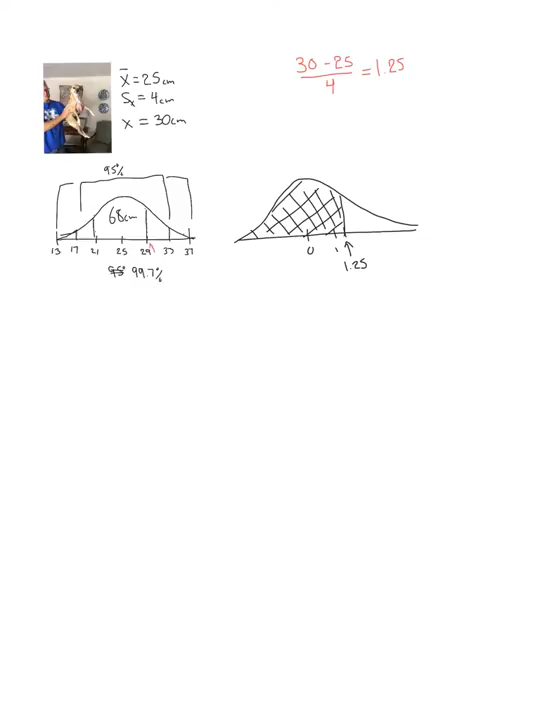 x̄ = 25cm
Sx = 4cm
x = 30cm
30 - 25
4
= 1.25
95%
68cm
13 17 21 25 29 33 37
99.7%
0 1
1.25